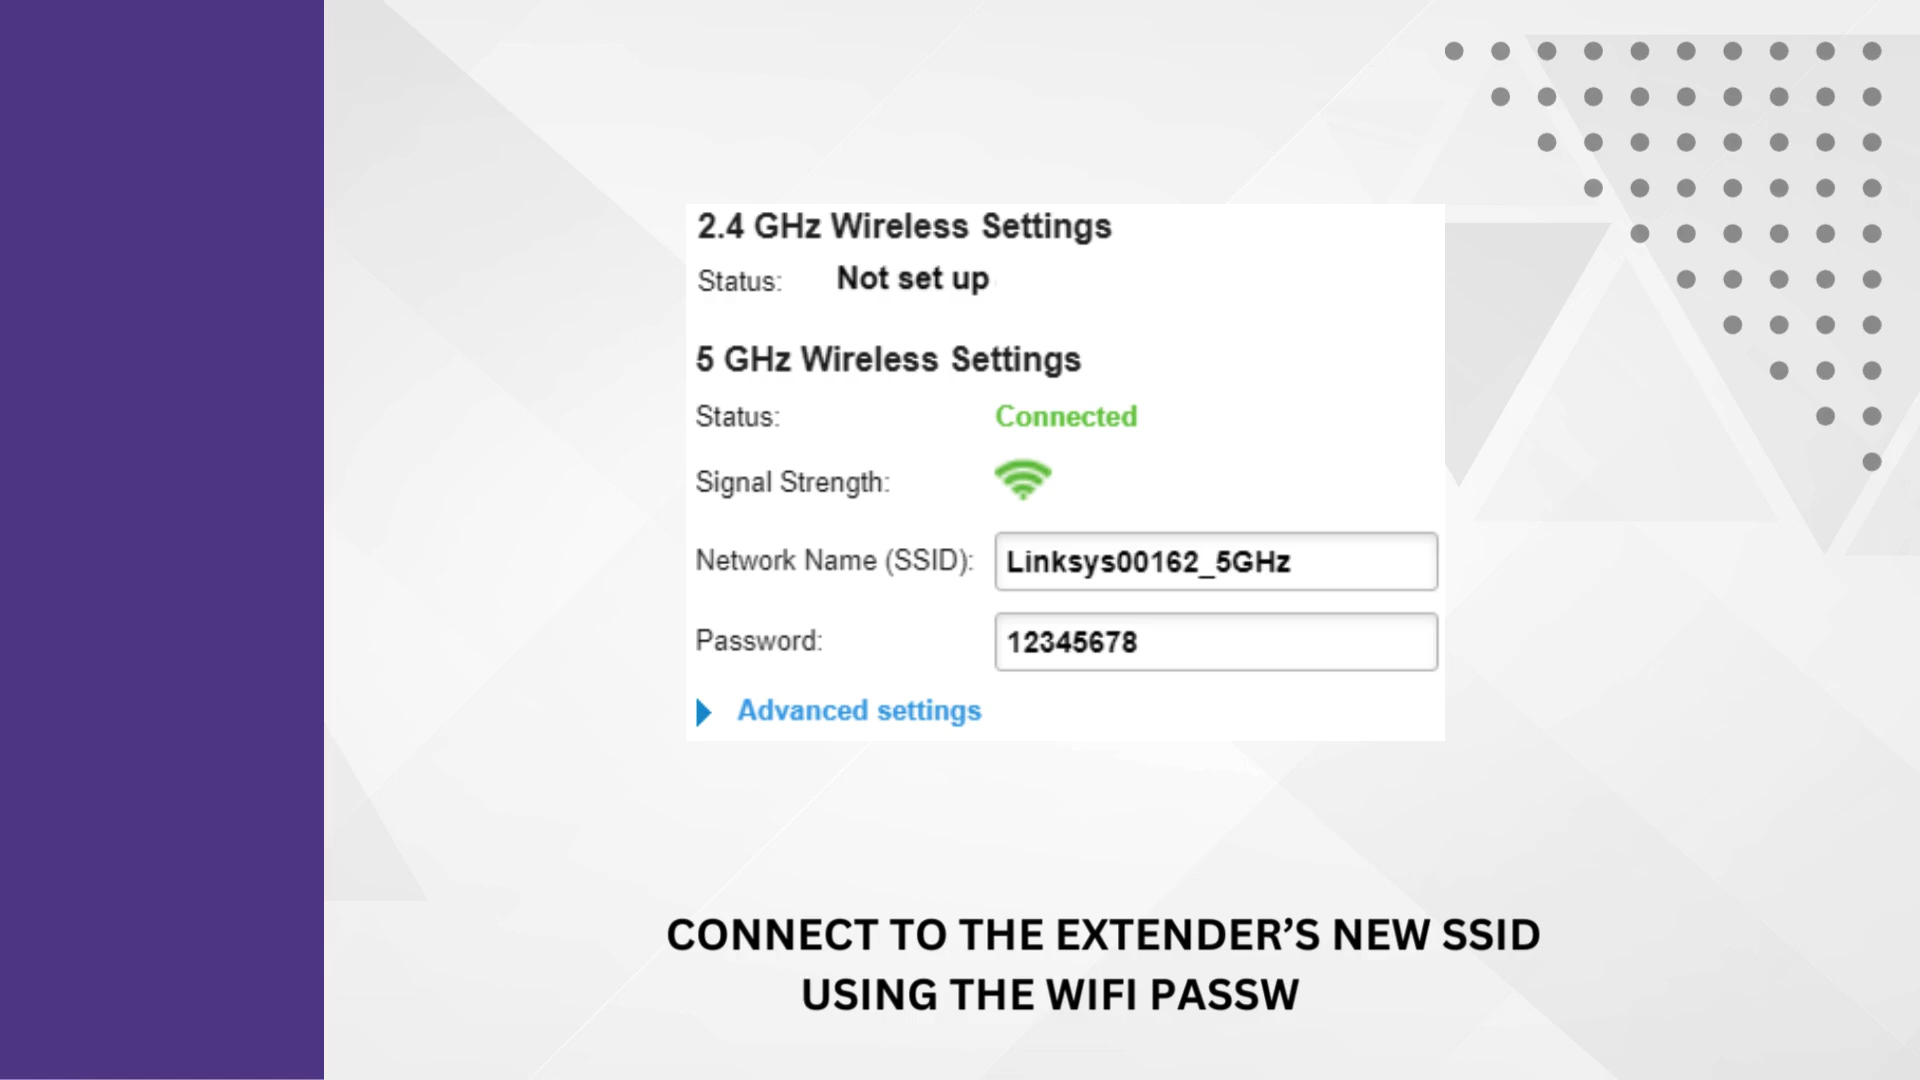 2.4 GHz Wireless Settings
Status: Not set up
5 GHz Wireless Settings
Status: Connected
Signal Strength:
Network Name (SSID): Linksys00162_5GHz
Password: 12345678
Advanced settings
CONNECT TO THE EXTENDER’S NEW SSID
USING THE WIFI PASSW